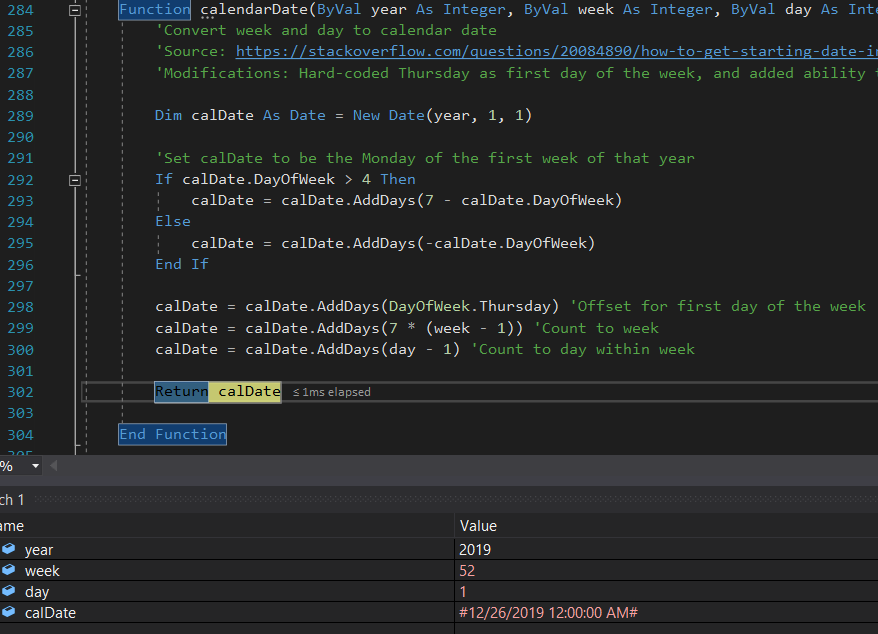 284 Function calendarDate(ByVal year As Integer, ByVal week As Integer, ByVal day As
285 'Convert week and day to calendar date
286 'Source: https://stackoverflow.com/questions/20084890/how-to-get-starting-date-i
287 'Modifications: Hard-coded Thursday as first day of the week, and added ability
288
289 Dim calDate As Date = New Date(year, 1, 1)
290
291 'Set calDate to be the Monday of the first week of that year
292 If calDate.DayOfWeek > 4 Then
293 calDate = calDate.AddDays(7 - calDate.DayOfWeek)
294 Else
295 calDate = calDate.AddDays(-calDate.DayOfWeek)
296 End If
297
298 calDate = calDate.AddDays(DayOfWeek.Thursday) 'Offset for first day of the week
299 calDate = calDate.AddDays(7 * (week - 1)) 'Count to week
300 calDate = calDate.AddDays(day - 1) 'Count to day within week
301
302 Return calDate ≤ 1ms elapsed
303
304 End Function
%
ch 1
ame Value
year 2019
week 52
day 1
calDate #12/26/2019 12:00:00 AM#